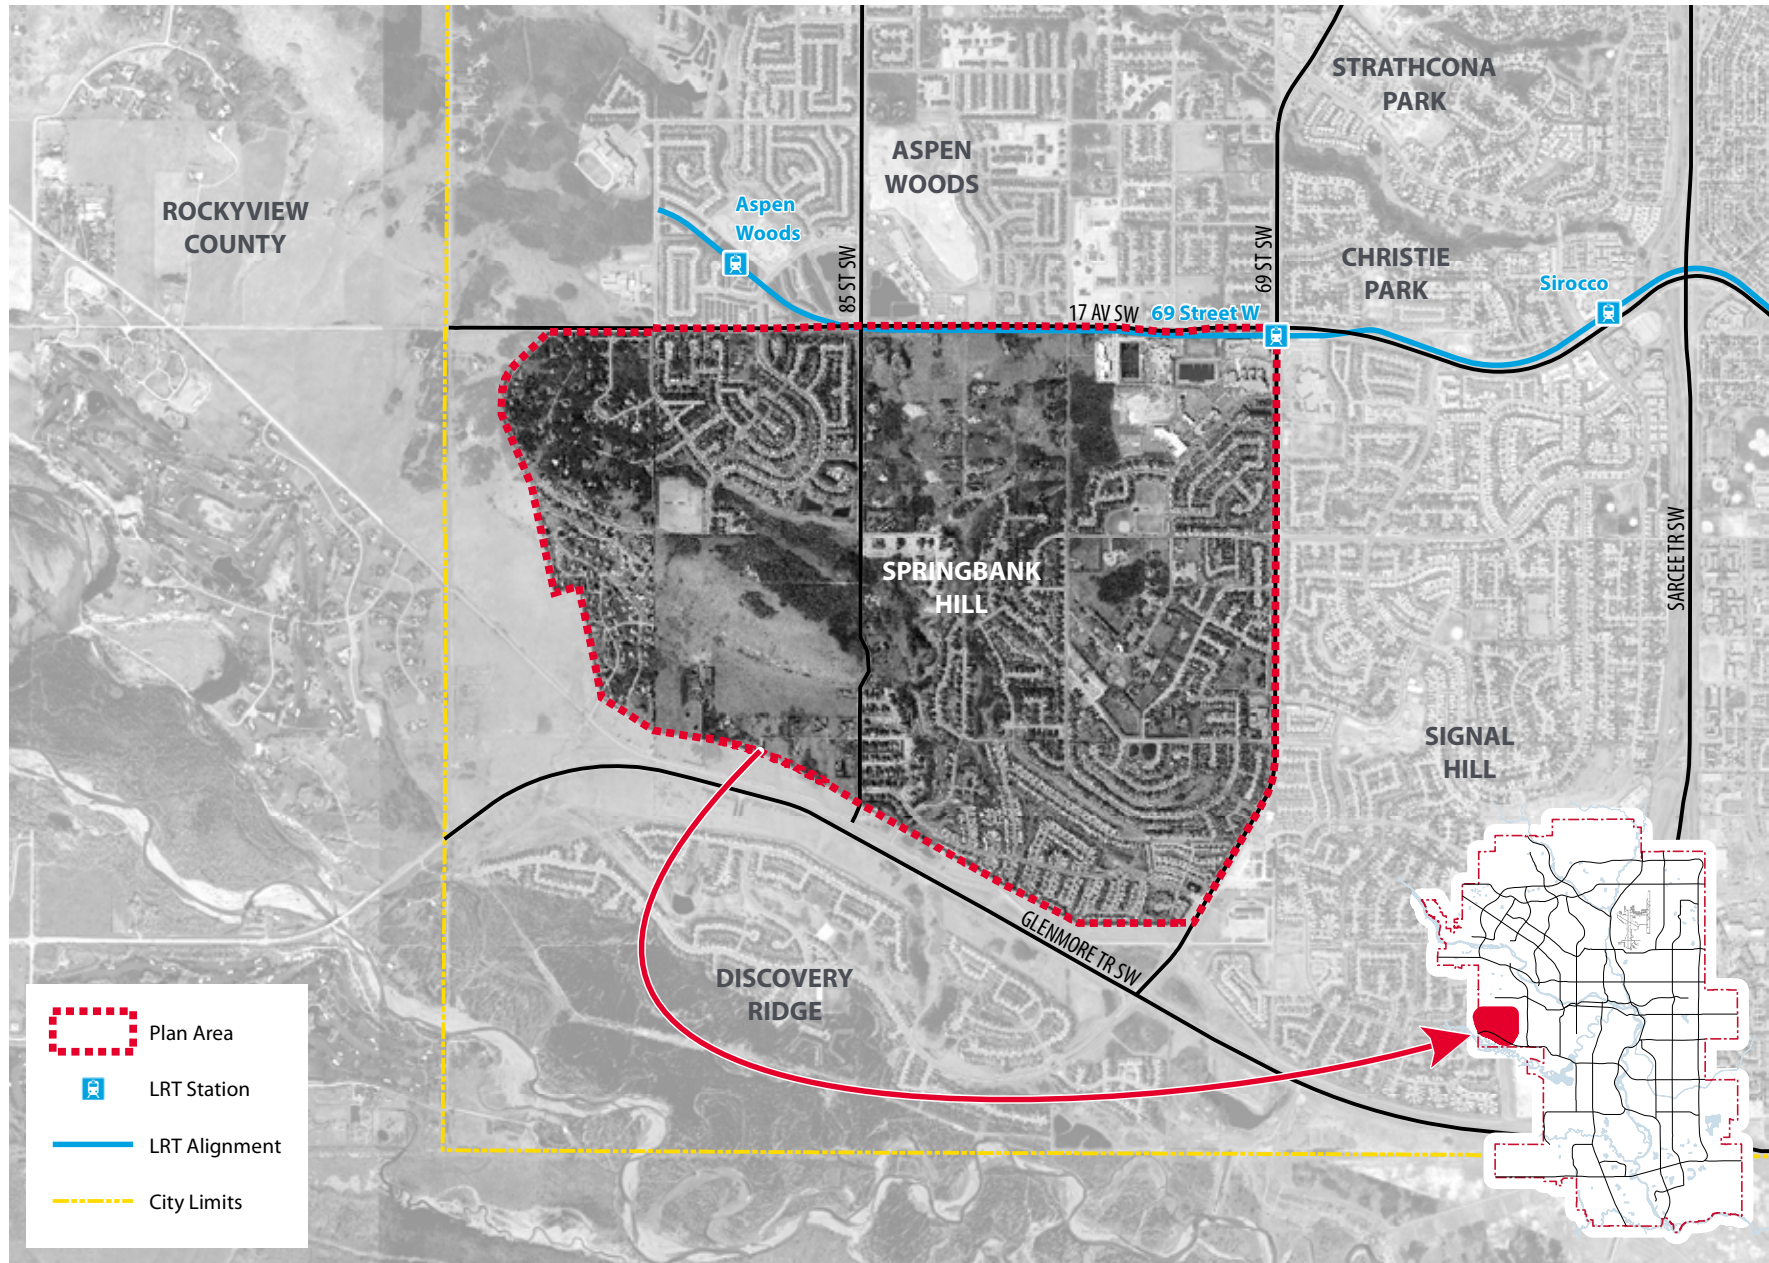 STRATHCONA
PARK
ASPEN
WOODS
ROCKYVIEW
COUNTY
Aspen
Woods
85 ST SW
69 ST SW
CHRISTIE
PARK
Sirocco
17 AV SW
69 Street W
SPRINGBANK
HILL
SARCEE TR SW
SIGNAL
HILL
GLENMORE TR SW
DISCOVERY
RIDGE
Plan Area
LRT Station
LRT Alignment
City Limits